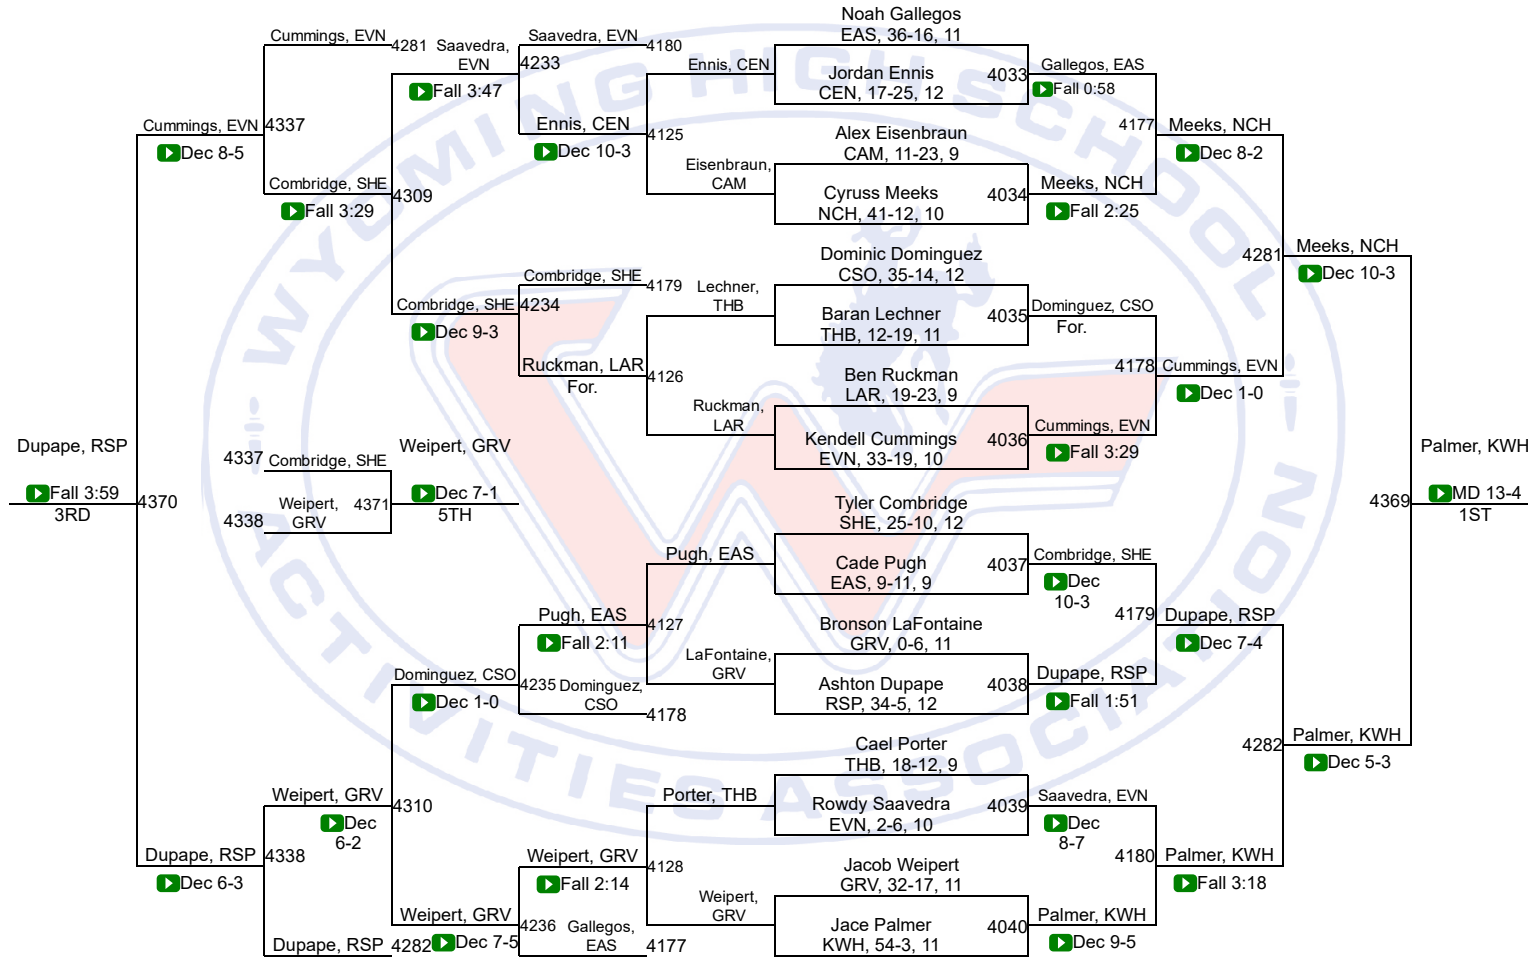 Noah Gallegos
EAS, 36-16, 11
Cummings, EVN
4281
Saavedra,
EVN
Saavedra, EVN
4180
4233
Ennis, CEN
Jordan Ennis
CEN, 17-25, 12
4033
Gallegos, EAS
Fall 0:58
Fall 3:47
Cummings, EVN
4337
Dec 8-5
Ennis, CEN
4125
Dec 10-3
Alex Eisenbraun
CAM, 11-23, 9
4177
Meeks, NCH
Dec 8-2
Eisenbraun,
CAM
Combridge, SHE
4309
Fall 3:29
Cyruss Meeks
NCH, 41-12, 10
4034
Meeks, NCH
Fall 2:25
Dominic Dominguez
CSO, 35-14, 12
4281
Meeks, NCH
Dec 10-3
Combridge, SHE
4179
Lechner,
THB
Combridge, SHE
4234
Dec 9-3
Baran Lechner
THB, 12-19, 11
4035
Dominguez, CSO
For.
Ruckman, LAR
4126
For.
Ben Ruckman
LAR, 19-23, 9
4178
Cummings, EVN
Dec 1-0
Ruckman,
LAR
Kendell Cummings
EVN, 33-19, 10
4036
Cummings, EVN
Fall 3:29
Dupape, RSP
4337
Combridge, SHE
Weipert, GRV
Palmer, KWH
Fall 3:59
3RD
4370
4338
Weipert,
GRV
4371
Dec 7-1
5TH
4369
MD 13-4
1ST
Tyler Combridge
SHE, 25-10, 12
Pugh, EAS
Cade Pugh
EAS, 9-11, 9
4037
Combridge, SHE
Dec
10-3
Pugh, EAS
4127
Fall 2:11
Bronson LaFontaine
GRV, 0-6, 11
4179
Dupape, RSP
Dec 7-4
LaFontaine,
GRV
Dominguez, CSO
4235
Dominguez,
CSO
4178
Dec 1-0
Ashton Dupape
RSP, 34-5, 12
4038
Dupape, RSP
Fall 1:51
Cael Porter
THB, 18-12, 9
4282
Palmer, KWH
Dec 5-3
Weipert, GRV
4310
Dec
6-2
Porter, THB
Rowdy Saavedra
EVN, 2-6, 10
4039
Saavedra, EVN
Dec
8-7
Dupape, RSP
4338
Dec 6-3
Weipert, GRV
4128
Fall 2:14
Jacob Weipert
GRV, 32-17, 11
4180
Palmer, KWH
Fall 3:18
Weipert,
GRV
Weipert, GRV
4236
Dec 7-5
Gallegos,
EAS
4177
Jace Palmer
KWH, 54-3, 11
4040
Palmer, KWH
Dec 9-5
Dupape, RSP
4282
WYOMING HIGH SCHOOL
ACTIVITIES ASSOCIATION